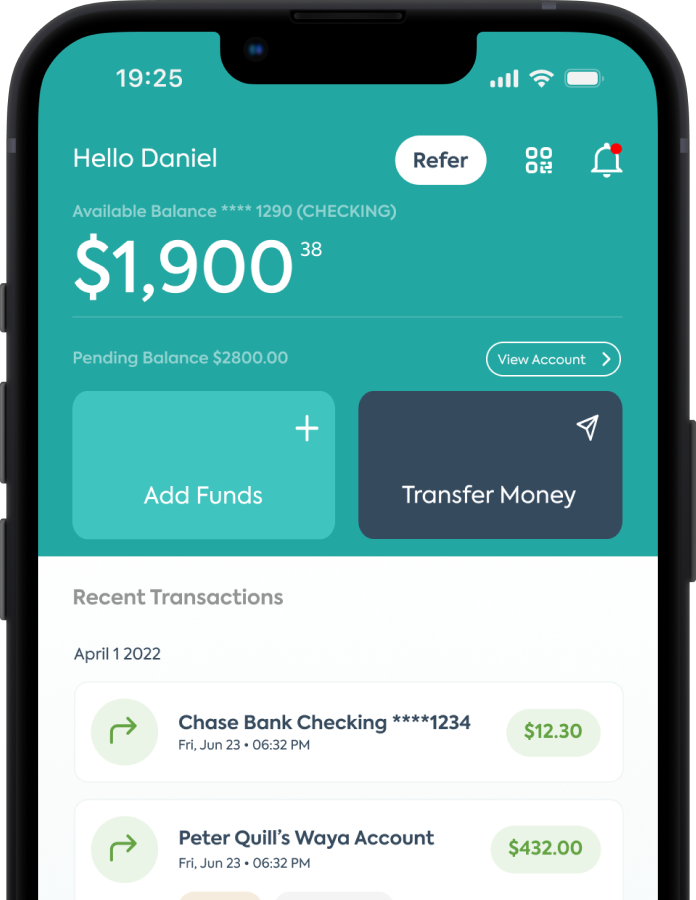 19:25
Hello Daniel
Refer
Available Balance **** 1290 (CHECKING)
$1,900 38
Pending Balance $2800.00
View Account
Add Funds
Transfer Money
Recent Transactions
April 1 2022
Chase Bank Checking ****1234
Fri, Jun 23 • 06:32 PM
$12.30
Peter Quill’s Waya Account
Fri, Jun 23 • 06:32 PM
$432.00